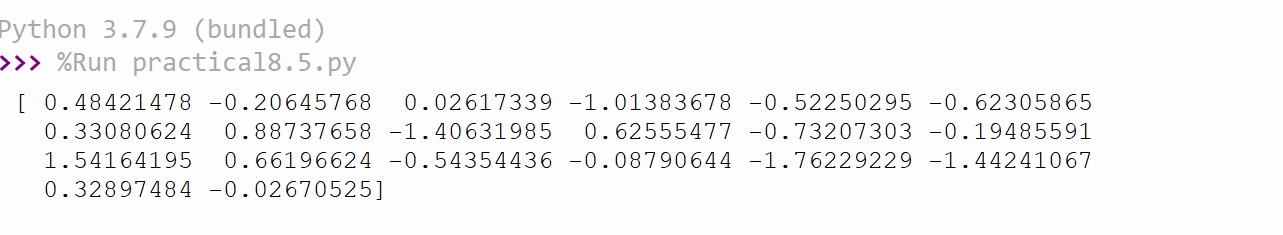 Python 3.7.9 (bundled)
>>> %Run practical8.5.py
[ 0.48421478 -0.20645768  0.02617339 -1.01383678 -0.52250295 -0.62305865
0.33080624  0.88737658 -1.40631985  0.62555477 -0.73207303 -0.19485591
1.54164195  0.66196624 -0.54354436 -0.08790644 -1.76229229 -1.44241067
0.32897484 -0.02670525]